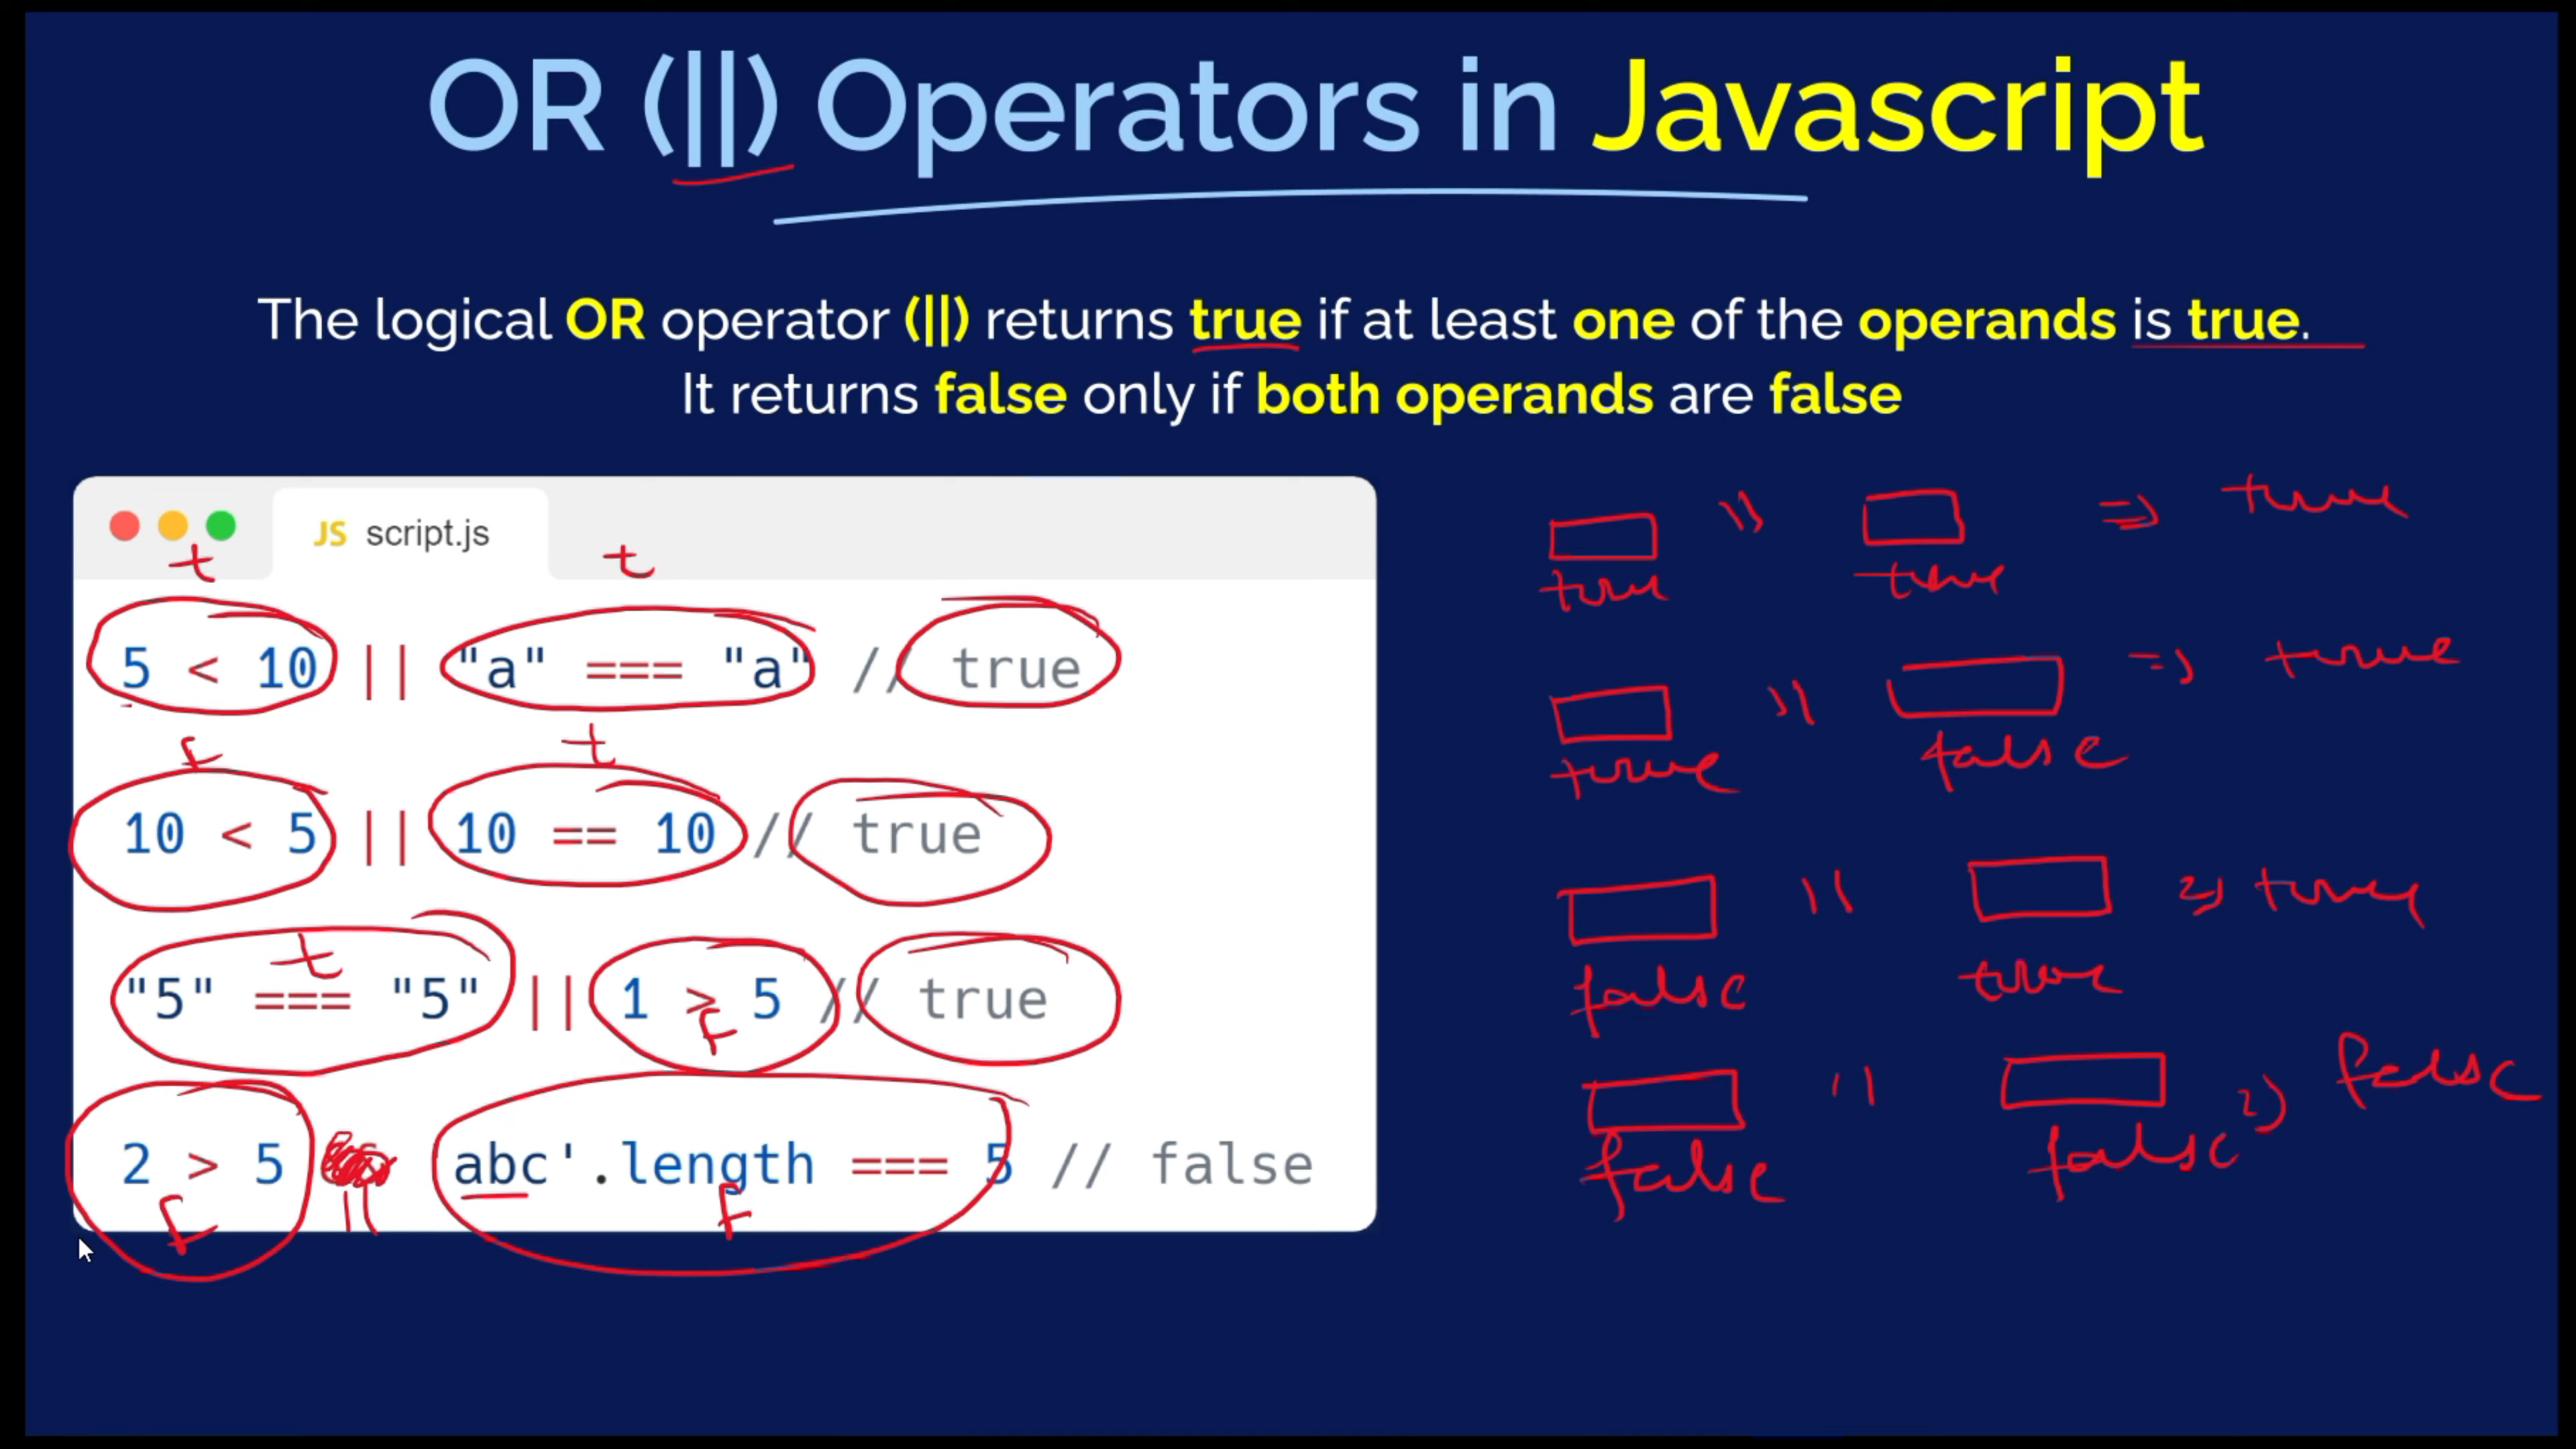 OR (||) Operators in Javascript
The logical OR operator (||) returns true if at least one of the operands is true.
It returns false only if both operands are false
JS script.js
t t
5 < 10 || "a" === "a" // true
F t
10 < 5 || 10 == 10 // true
t
"5" === "5" || 1 > 5 // true
F
2 > 5 || abc'.length === 5 // false
F F
|| => true
true true
|| => true
true false
|| => true
false true
|| => false
false false